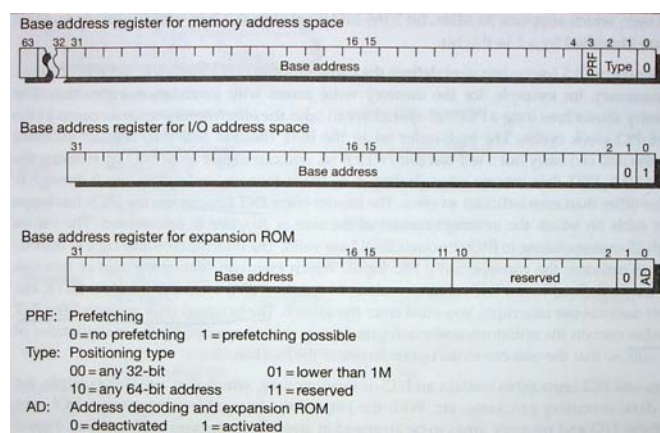 Base address register for memory address space
63 32 31 16 15 4 3 2 1 0
Base address PRF Type 0
Base address register for I/O address space
31 16 15 2 1 0
Base address 0 1
Base address register for expansion ROM
31 16 15 11 10 2 1 0
Base address reserved 0 AD
PRF: Prefetching
0=no prefetching 1=prefetching possible
Type: Positioning type
00=any 32-bit 01=lower than 1M
10=any 64-bit address 11=reserved
AD: Address decoding and expansion ROM
0=deactivated 1=activated